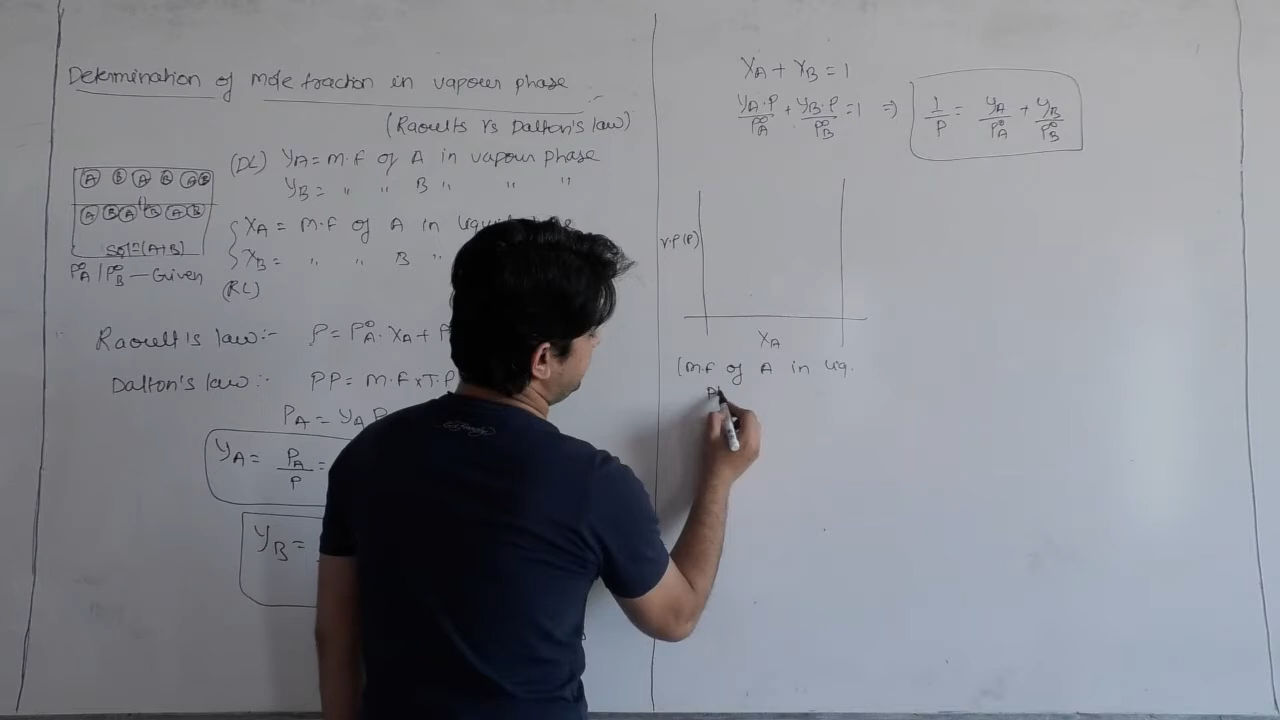 Determination of mole fraction in vapour phase :-
(Raoult's Vs Dalton's law)
(DL) yA = m.f of A in vapour phase
yB = " " B " " "
A B A B A B
A B A B A B
Sol=(A+B)
P°A / P°B — Given
XA = m.f of A in
XB = " " B "
(RL)
Raoult's law:- P = P°A . XA + P
Dalton's law:- PP = M.F x T.P
PA = yA P
yA = PA/P =
yB =
XA + XB = 1
yA.P/P°A + yB.P/P°B = 1 ⇒ 1/P = yA/P°A + yB/P°B
V.P (P)
XA
(M.F of A in liq.